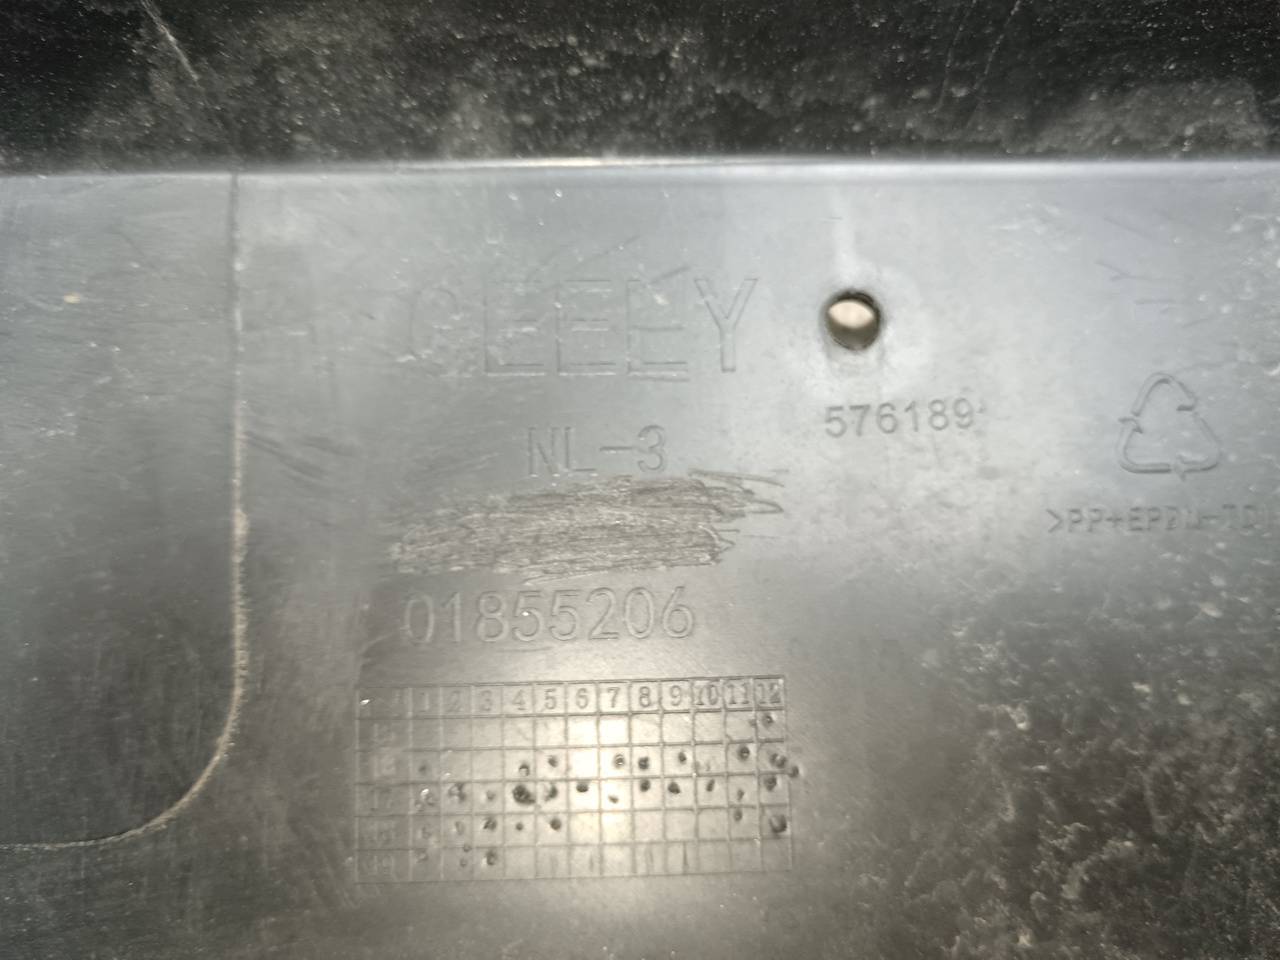 GEELY
576189
NL-3
>PP+EPDM-TD
01855206
1 2 3 4 5 6 7 8 9 10 11 12
17